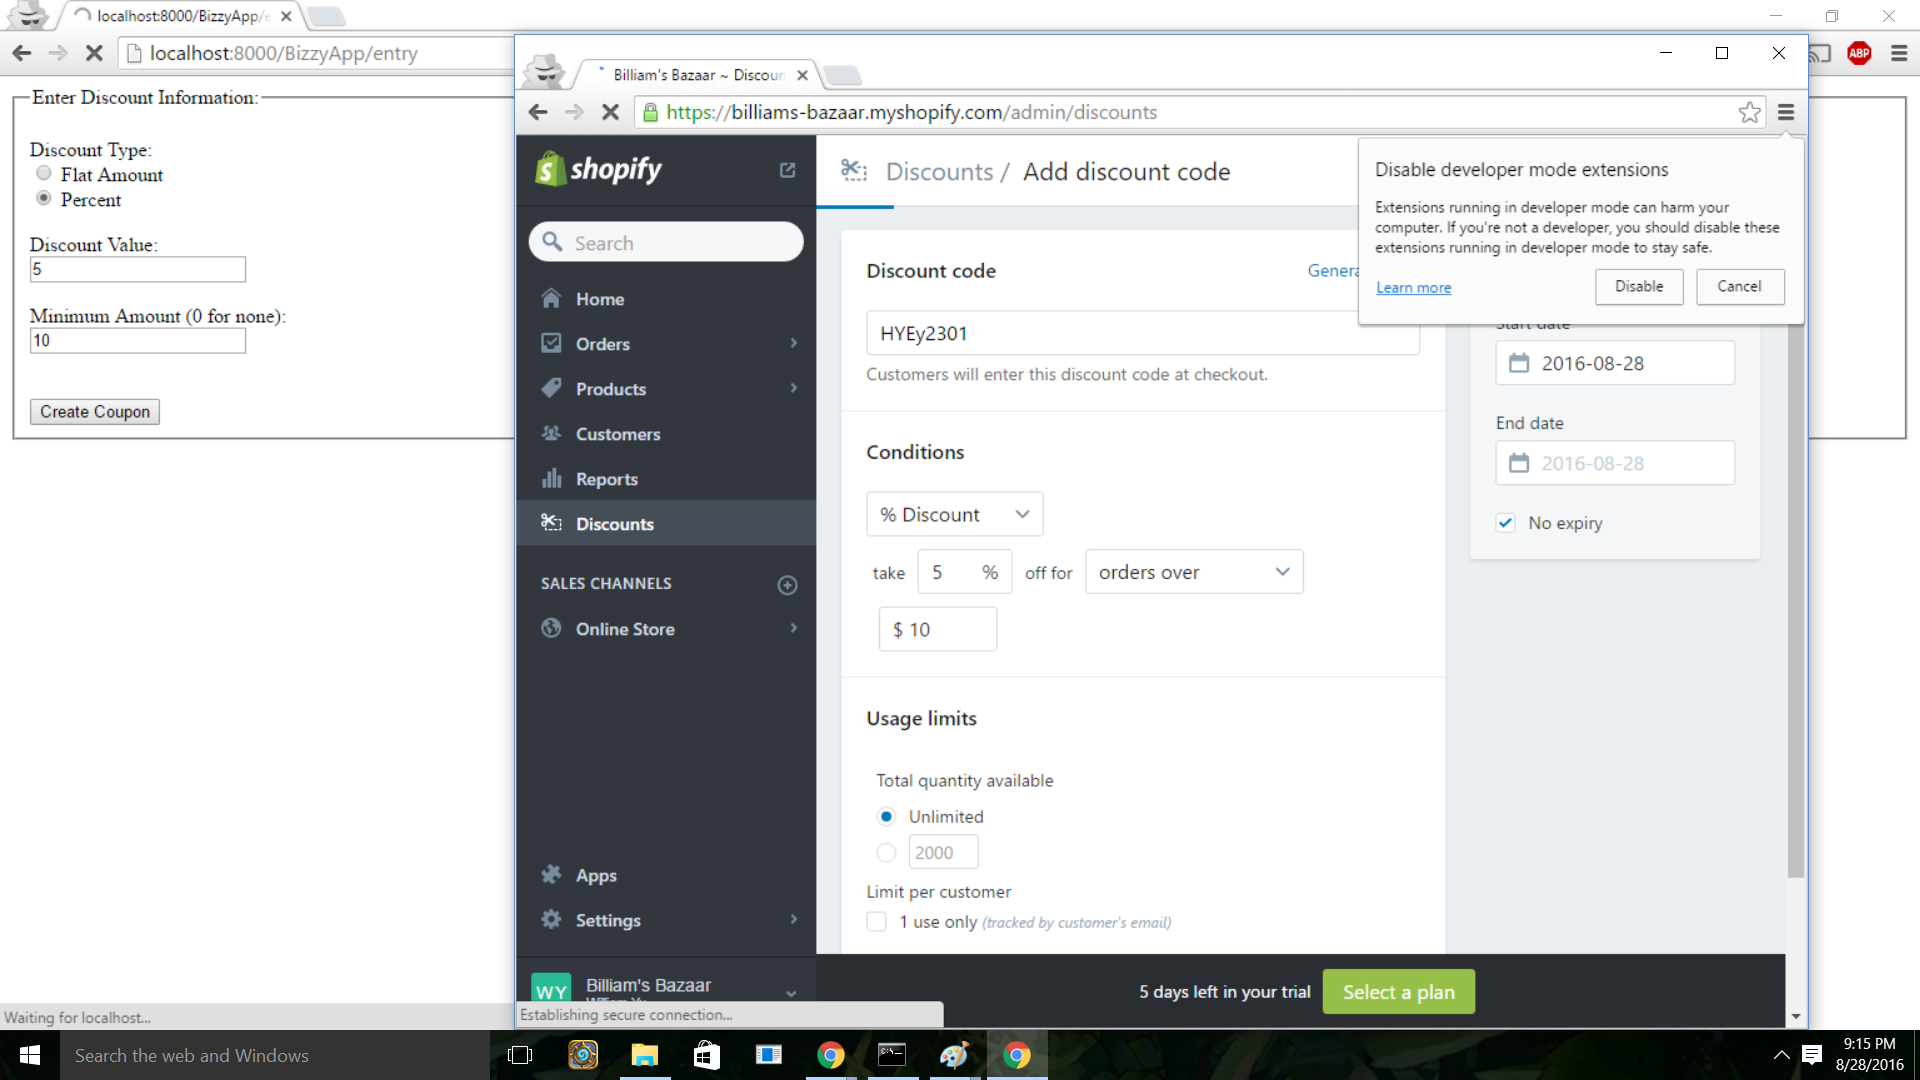 localhost:8000/BizzyApp/e
localhost:8000/BizzyApp/entry
ABP
Enter Discount Information:
Discount Type:
Flat Amount
Percent
Discount Value:
5
Minimum Amount (0 for none):
10
Create Coupon
Waiting for localhost...
Billiam's Bazaar ~ Discoun
https://billiams-bazaar.myshopify.com/admin/discounts
shopify
Search
Home
Orders
Products
Customers
Reports
Discounts
SALES CHANNELS
Online Store
Apps
Settings
WY
Billiam's Bazaar
Establishing secure connection...
Discounts / Add discount code
Discount code
Genera
HYEy2301
Customers will enter this discount code at checkout.
Conditions
% Discount
take 5 % off for orders over
$ 10
Usage limits
Total quantity available
Unlimited
2000
Limit per customer
1 use only (tracked by customer's email)
Disable developer mode extensions
Extensions running in developer mode can harm your
computer. If you're not a developer, you should disable these
extensions running in developer mode to stay safe.
Learn more
Disable
Cancel
Start date
2016-08-28
End date
2016-08-28
No expiry
5 days left in your trial
Select a plan
Search the web and Windows
9:15 PM
8/28/2016